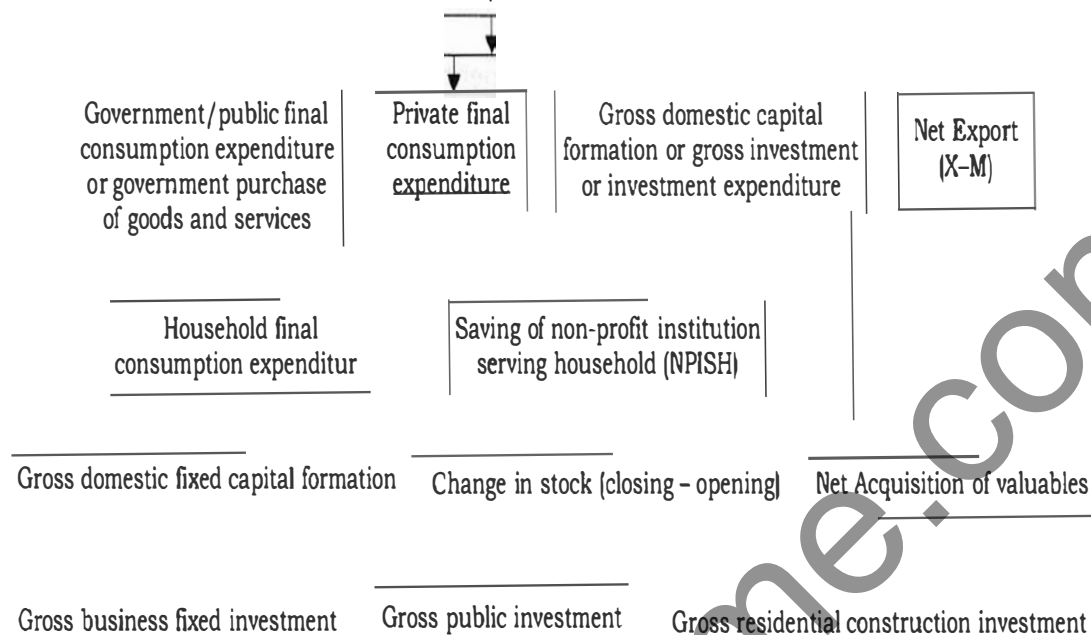 Government/public final
consumption expenditure
or government purchase
of goods and services
Private final
consumption
expenditure
Gross domestic capital
formation or gross investment
or investment expenditure
Net Export
(X–M)
Household final
consumption expenditur
Saving of non-profit institution
serving household (NPISH)
Gross domestic fixed capital formation
Change in stock (closing – opening)
Net Acquisition of valuables
Gross business fixed investment
Gross public investment
Gross residential construction investment